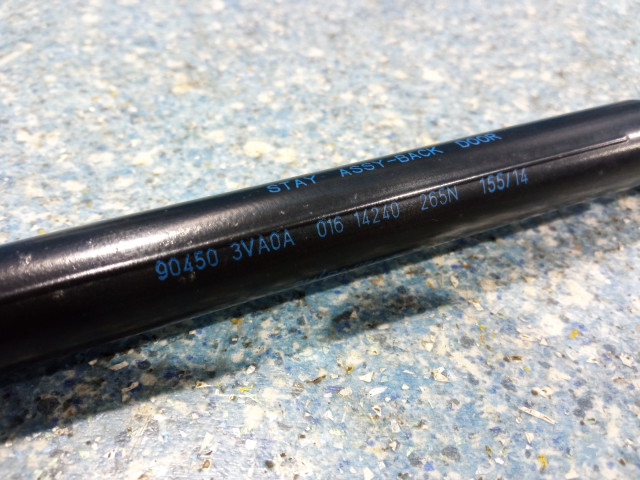 STAY ASSY-BACK DOOR
90450 3VA0A 016 14240 265N 155/14